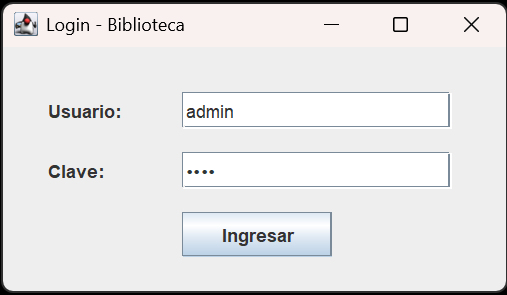 Login - Biblioteca
Usuario: admin
Clave: ••••
Ingresar